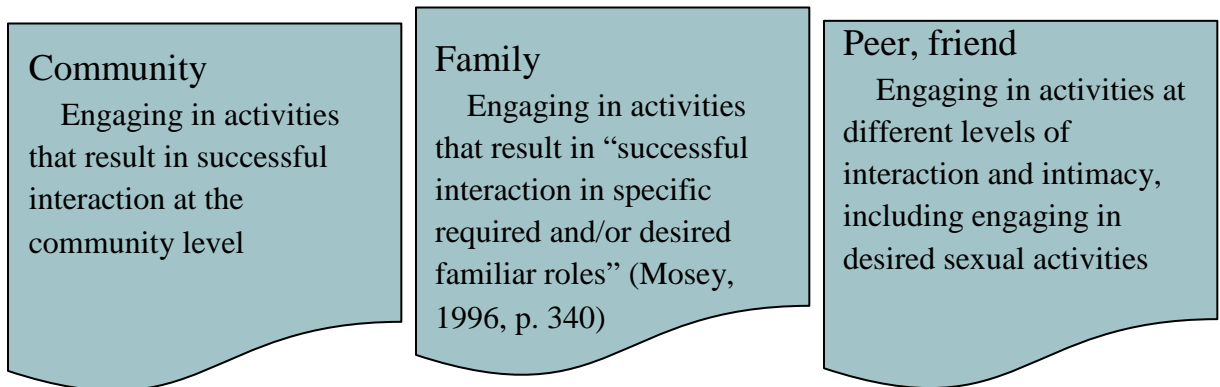 Community
Engaging in activities
that result in successful
interaction at the
community level
Family
Engaging in activities
that result in “successful
interaction in specific
required and/or desired
familiar roles” (Mosey,
1996, p. 340)
Peer, friend
Engaging in activities at
different levels of
interaction and intimacy,
including engaging in
desired sexual activities